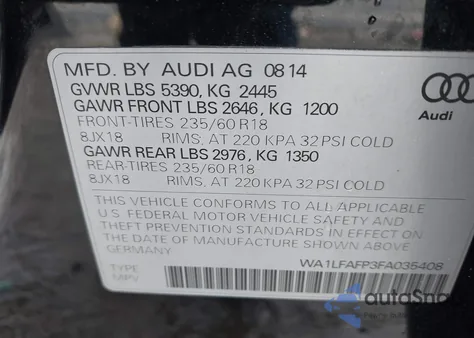 MFD. BY AUDI AG 08 14
GVWR LBS 5390, KG 2445
GAWR FRONT LBS 2646, KG 1200
FRONT-TIRES 235/60 R18
8JX18 RIMS, AT 220 KPA 32 PSI COLD
GAWR REAR LBS 2976, KG 1350
REAR-TIRES 235/60 R18
8JX18 RIMS, AT 220 KPA 32 PSI COLD
THIS VEHICLE CONFORMS TO ALL APPLICABLE
U.S. FEDERAL MOTOR VEHICLE SAFETY AND
THEFT PREVENTION STANDARDS IN EFFECT ON
THE DATE OF MANUFACTURE SHOWN ABOVE.
WA1LFAFP3FA035408
TYPE
MPV
Audi